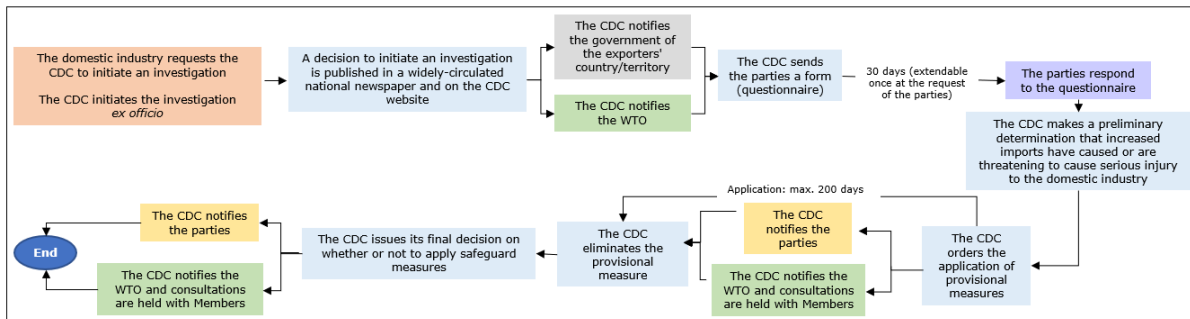 The domestic industry requests the
CDC to initiate an investigation
The CDC initiates the investigation
ex officio
A decision to initiate an investigation
is published in a widely-circulated
national newspaper and on the CDC
website
The CDC notifies
the government of
the exporters'
country/territory
The CDC notifies
the WTO
The CDC sends
the parties a form
(questionnaire)
30 days (extendable
once at the request
of the parties)
The parties respond
to the questionnaire
The CDC makes a preliminary
determination that increased
imports have caused or are
threatening to cause serious injury
to the domestic industry
Application: max. 200 days
The CDC
orders the
application of
provisional
measures
The CDC
notifies the
parties
The CDC notifies the
WTO and consultations
are held with Members
The CDC
eliminates the
provisional
measure
The CDC issues its final decision on
whether or not to apply safeguard
measures
The CDC notifies
the parties
The CDC notifies the
WTO and consultations
are held with Members
End